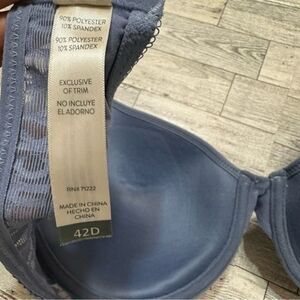 90% POLYESTER
10% SPANDEX
90% POLYESTER
10% SPANDEX
EXCLUSIVE
OF TRIM
NO INCLUYE
EL ADORNO
RN# 71222
MADE IN CHINA
HECHO EN
CHINA
42D